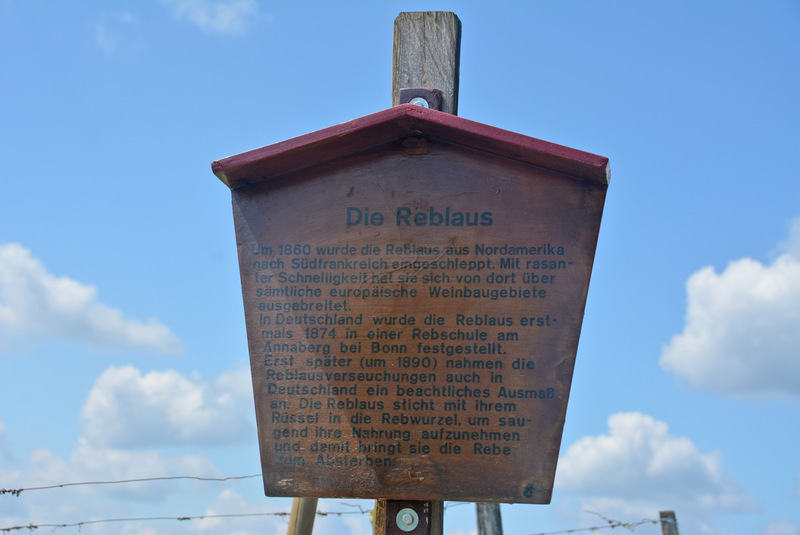 Die Reblaus
Um 1860 wurde die Reblaus aus Nordamerika
nach Südfrankreich eingeschleppt. Mit rasan-
ter Schnelligkeit hat sie sich von dort über
sämtliche europäische Weinbaugebiete
ausgebreitet.
In Deutschland wurde die Reblaus erst-
mals 1874 in einer Rebschule am
Annaberg bei Bonn festgestellt.
Erst später (um 1890) nahmen die
Reblausverseuchungen auch in
Deutschland ein beachtliches Ausmaß
an. Die Reblaus sticht mit ihrem
Rüssel in die Rebwurzel, um sau-
gend ihre Nahrung aufzunehmen
und damit bringt sie die Rebe
zum Absterben.